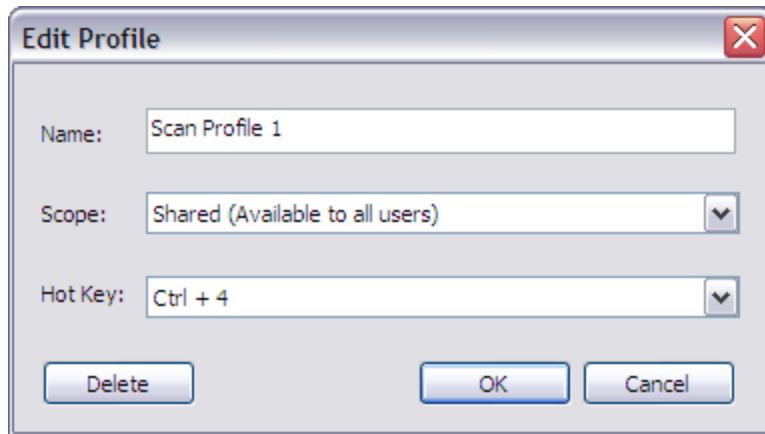 Edit Profile
Name: Scan Profile 1
Scope: Shared (Available to all users)
Hot Key: Ctrl + 4
Delete OK Cancel